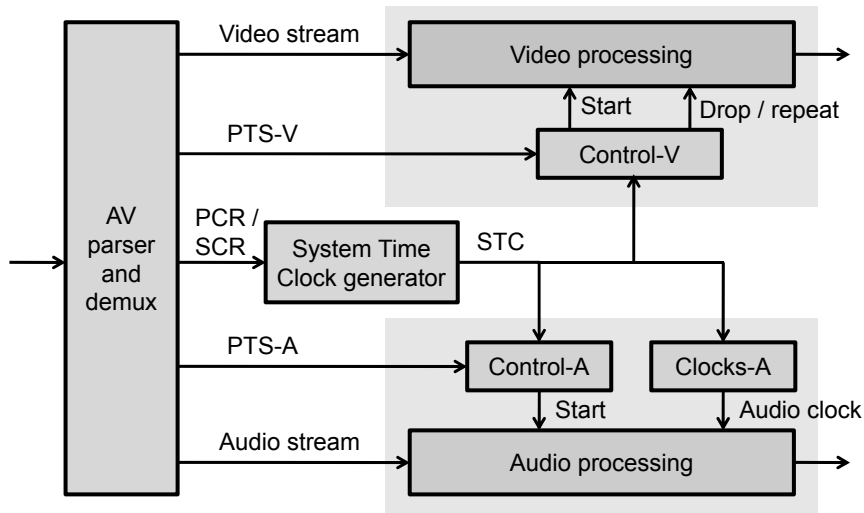 Video stream
Video processing
Start
Drop / repeat
PTS-V
Control-V
AV
parser
and
demux
PCR /
SCR
System Time
Clock generator
STC
PTS-A
Control-A
Clocks-A
Start
Audio clock
Audio stream
Audio processing